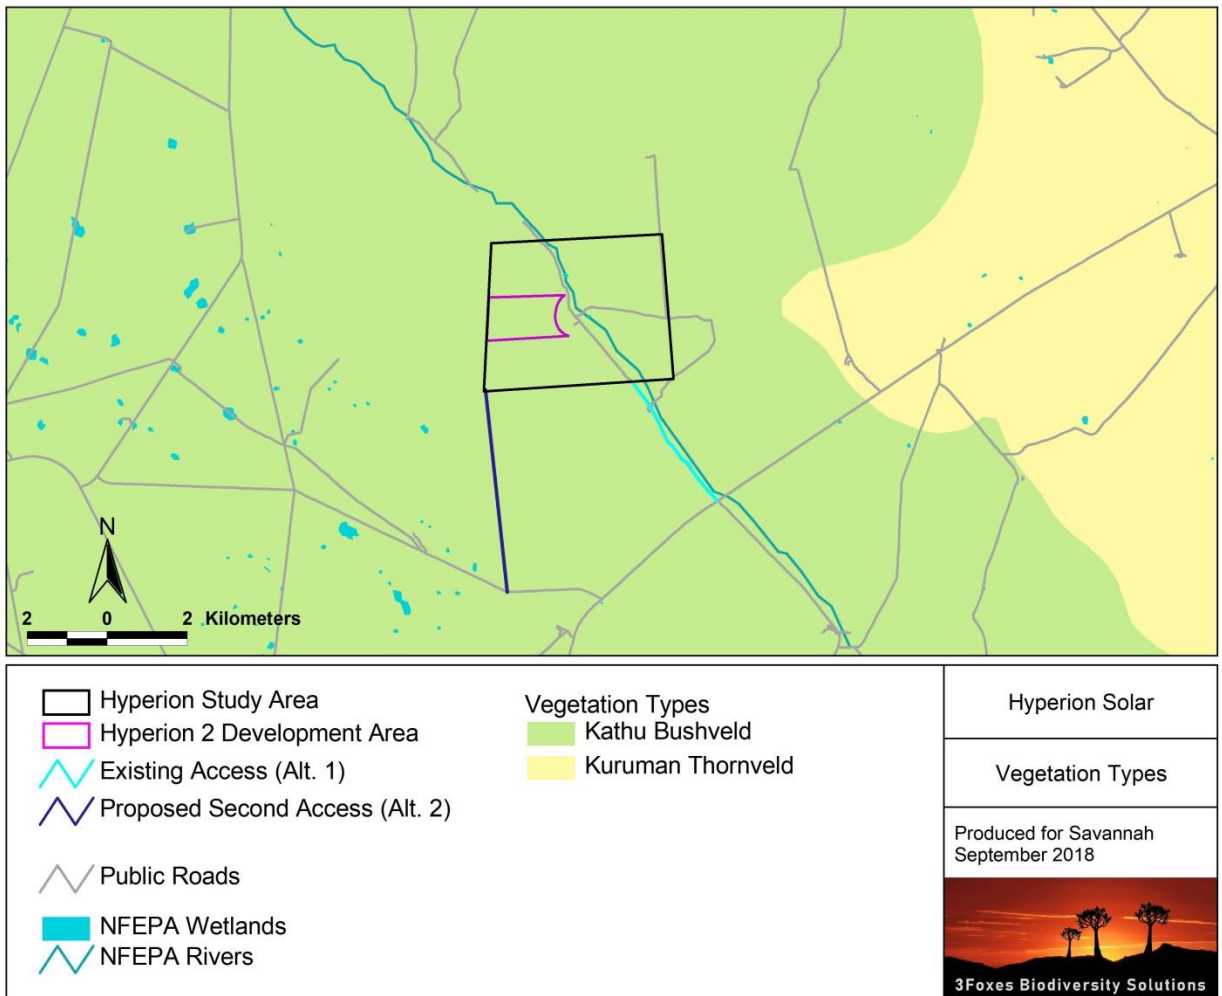 N
2 0 2 Kilometers
Hyperion Study Area
Hyperion 2 Development Area
Existing Access (Alt. 1)
Proposed Second Access (Alt. 2)
Public Roads
NFEPA Wetlands
NFEPA Rivers
Vegetation Types
Kathu Bushveld
Kuruman Thornveld
Hyperion Solar
Vegetation Types
Produced for Savannah
September 2018
3Foxes Biodiversity Solutions